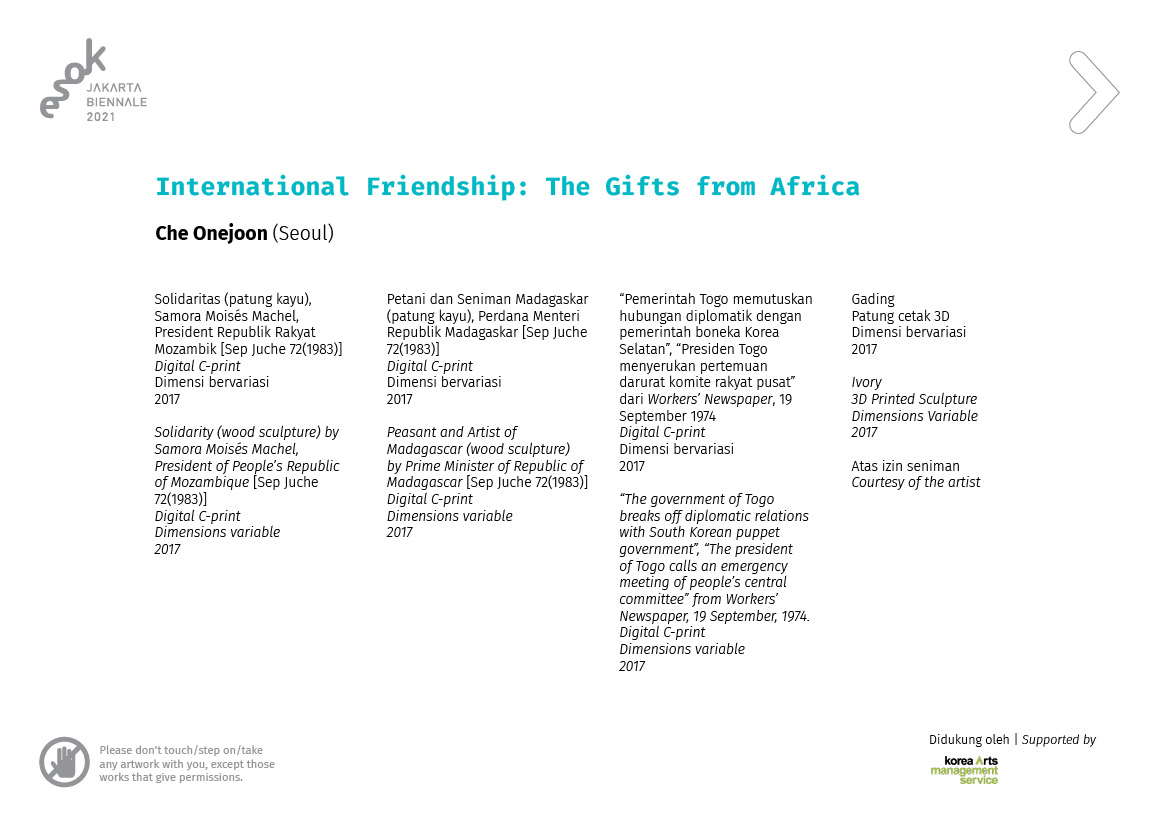 esok
JAKARTA
BIENNALE
2021
International Friendship: The Gifts from Africa
Che Onejoon (Seoul)
Solidaritas (patung kayu),
Samora Moisés Machel,
President Republik Rakyat
Mozambik [Sep Juche 72(1983)]
Digital C-print
Dimensi bervariasi
2017
Solidarity (wood sculpture) by
Samora Moisés Machel,
President of People’s Republic
of Mozambique [Sep Juche
72(1983)]
Digital C-print
Dimensions variable
2017
Petani dan Seniman Madagaskar
(patung kayu), Perdana Menteri
Republik Madagaskar [Sep Juche
72(1983)]
Digital C-print
Dimensi bervariasi
2017
Peasant and Artist of
Madagascar (wood sculpture)
by Prime Minister of Republic of
Madagascar [Sep Juche 72(1983)]
Digital C-print
Dimensions variable
2017
“Pemerintah Togo memutuskan
hubungan diplomatik dengan
pemerintah boneka Korea
Selatan”, “Presiden Togo
menyerukan pertemuan
darurat komite rakyat pusat”
dari Workers’ Newspaper, 19
September 1974
Digital C-print
Dimensi bervariasi
2017
“The government of Togo
breaks off diplomatic relations
with South Korean puppet
government”, “The president
of Togo calls an emergency
meeting of people’s central
committee” from Workers’
Newspaper, 19 September, 1974.
Digital C-print
Dimensions variable
2017
Gading
Patung cetak 3D
Dimensi bervariasi
2017
Ivory
3D Printed Sculpture
Dimensions Variable
2017
Atas izin seniman
Courtesy of the artist
Please don't touch/step on/take
any artwork with you, except those
works that give permissions.
Didukung oleh | Supported by
korea Arts
management
service